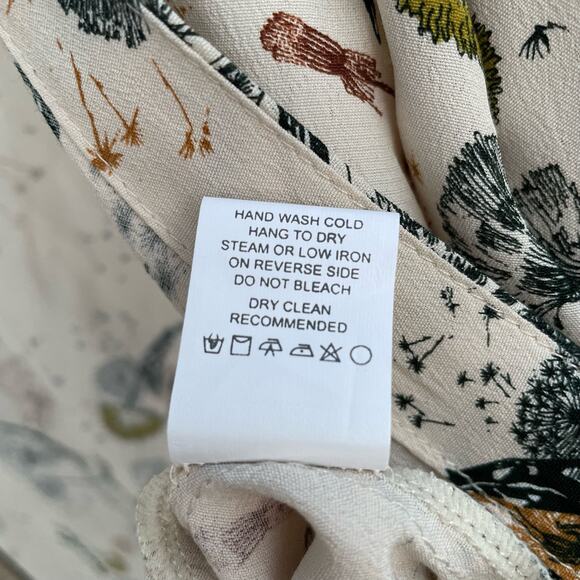 HAND WASH COLD
HANG TO DRY
STEAM OR LOW IRON
ON REVERSE SIDE
DO NOT BLEACH
DRY CLEAN
RECOMMENDED